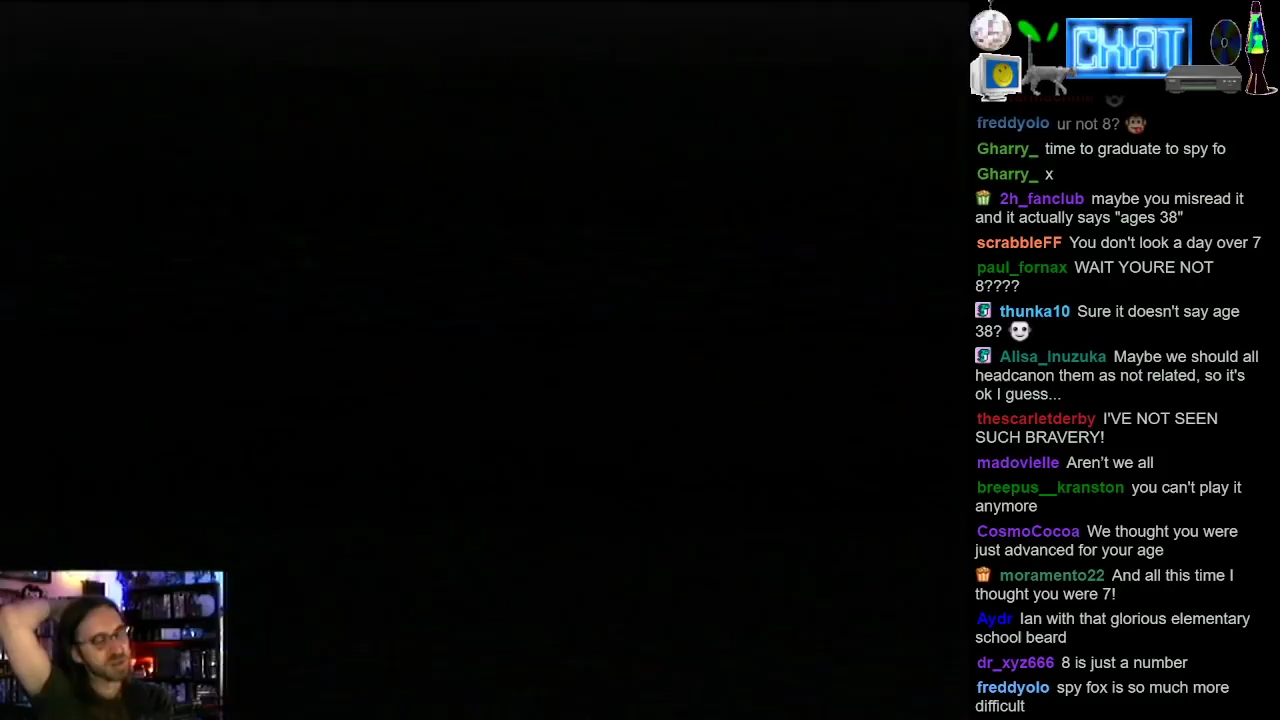 CHAT
freddyolo ur not 8?
Gharry_ time to graduate to spy fo
Gharry_ x
2h_fanclub maybe you misread it
and it actually says "ages 38"
scrabbleFF You don't look a day over 7
paul_fornax WAIT YOURE NOT
8????
thunka10 Sure it doesn't say age
38?
Alisa_Inuzuka Maybe we should all
headcanon them as not related, so it's
ok I guess...
thescarletderby I'VE NOT SEEN
SUCH BRAVERY!
madovielle Aren't we all
breepus__kranston you can't play it
anymore
CosmoCocoa We thought you were
just advanced for your age
moramento22 And all this time I
thought you were 7!
Aydr Ian with that glorious elementary
school beard
dr_xyz666 8 is just a number
freddyolo spy fox is so much more
difficult